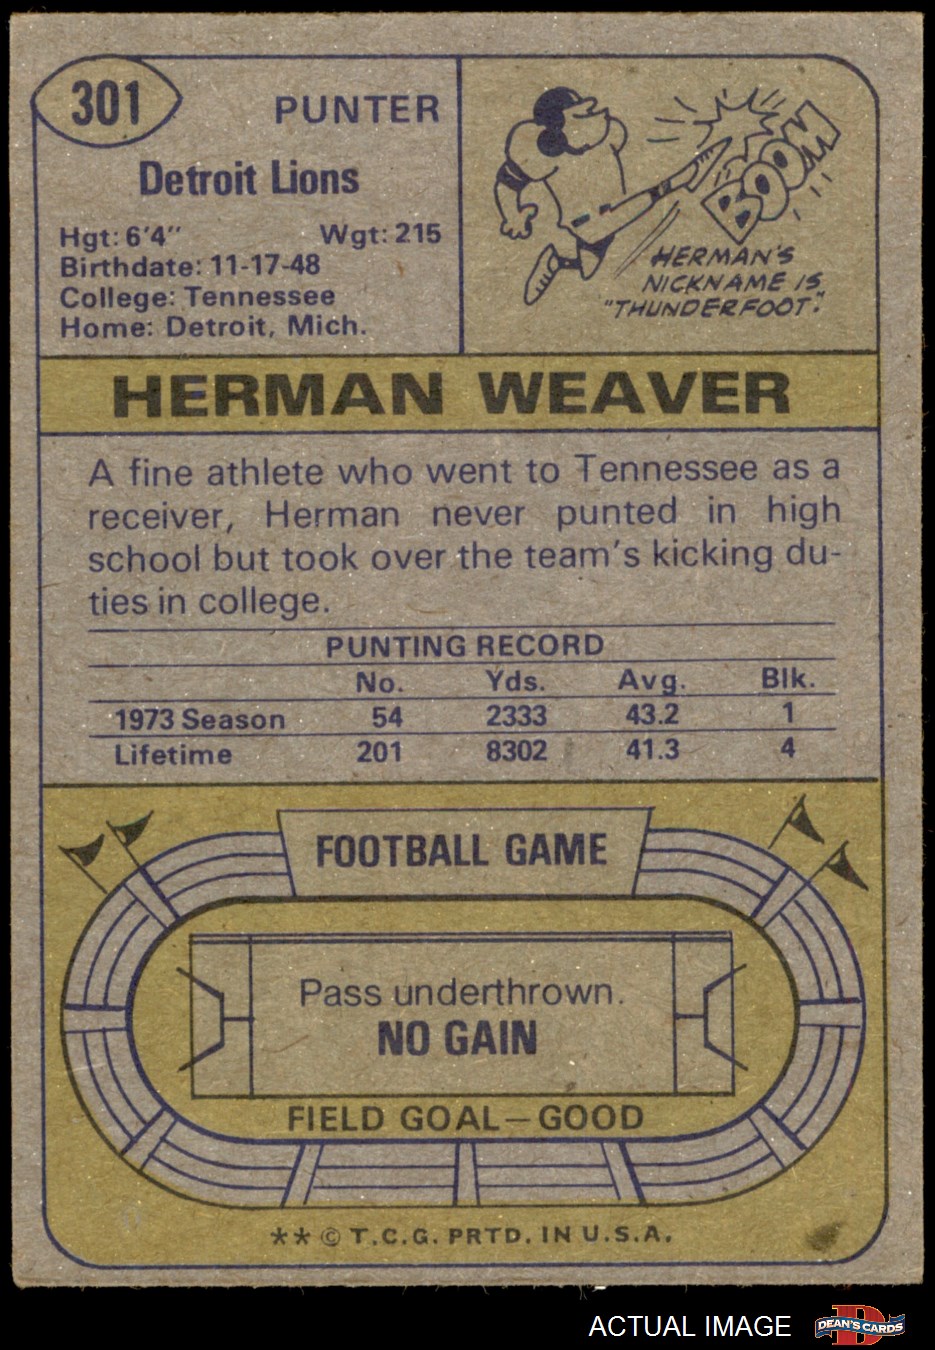 301
PUNTER
Detroit Lions
Hgt: 6'4" Wgt: 215
Birthdate: 11-17-48
College: Tennessee
Home: Detroit, Mich.
BOOM
HERMAN'S
NICKNAME IS
"THUNDERFOOT."
HERMAN WEAVER
A fine athlete who went to Tennessee as a
receiver, Herman never punted in high
school but took over the team's kicking du-
ties in college.
PUNTING RECORD
No. Yds. Avg. Blk.
1973 Season 54 2333 43.2 1
Lifetime 201 8302 41.3 4
FOOTBALL GAME
Pass underthrown.
NO GAIN
FIELD GOAL—GOOD
** © T.C.G. PRTD. IN U.S.A.
ACTUAL IMAGE
D
DEAN'S CARDS